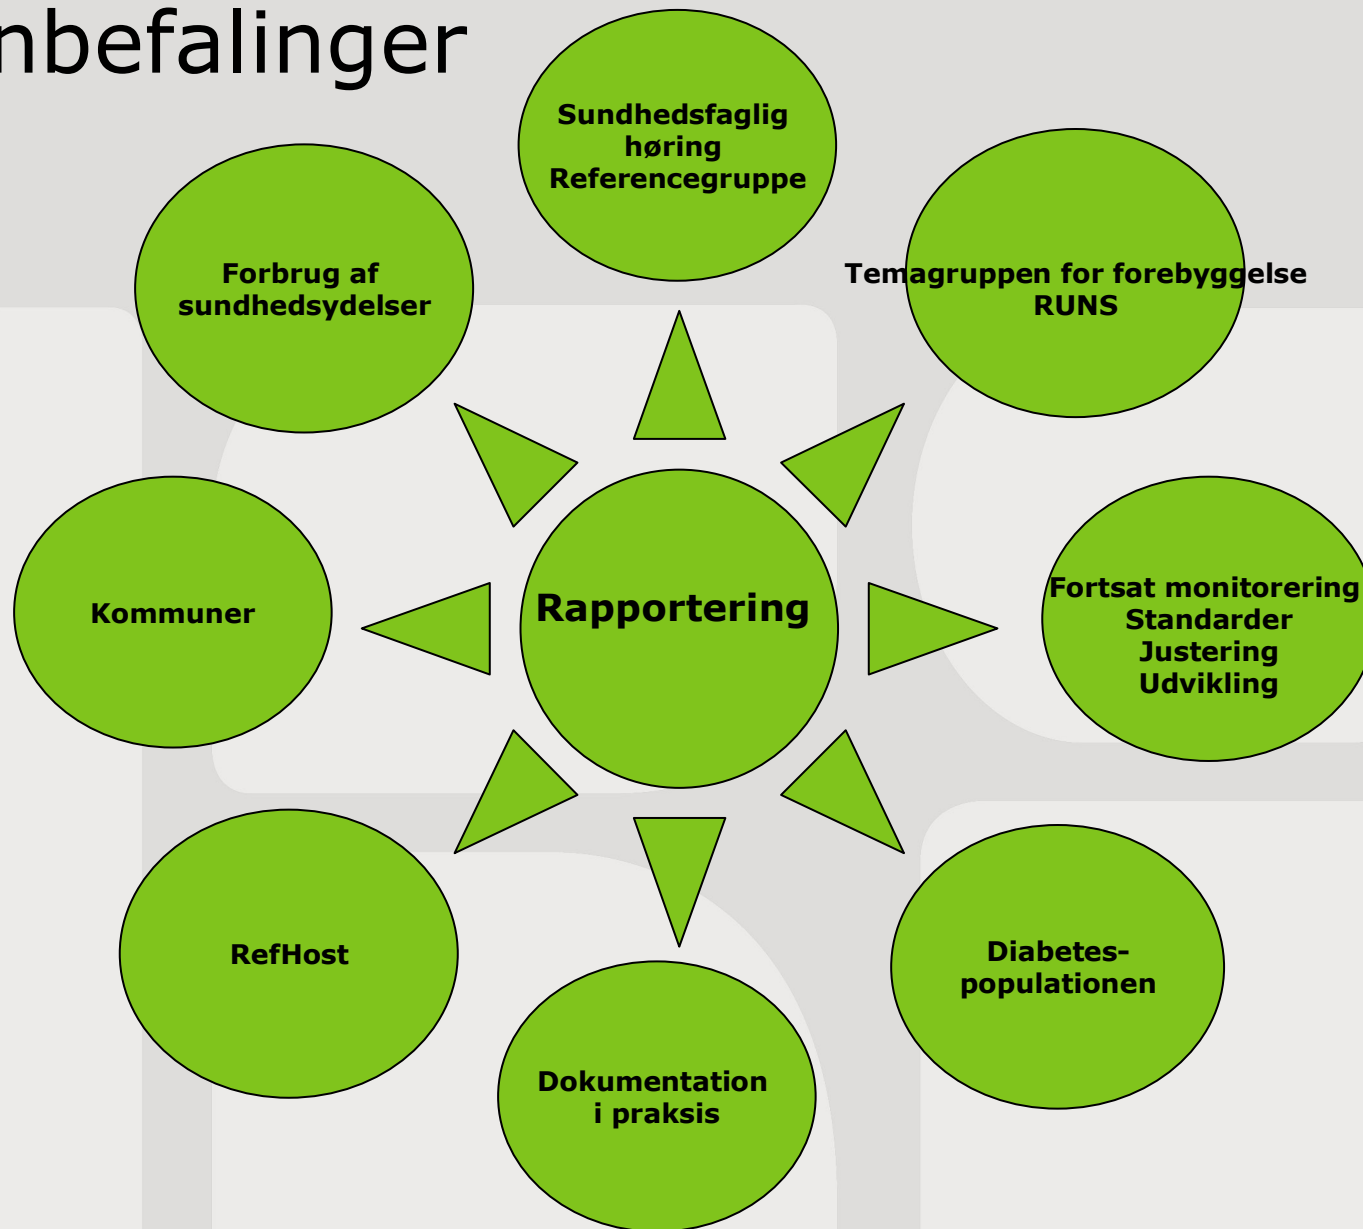 nbefalinger
Sundhedsfaglig
høring
Referencegruppe
Forbrug af
sundhedsydelser
Temagruppen for forebyggelse
RUNS
Kommuner
Rapportering
Fortsat monitorering
Standarder
Justering
Udvikling
RefHost
Diabetes-
populationen
Dokumentation
i praksis